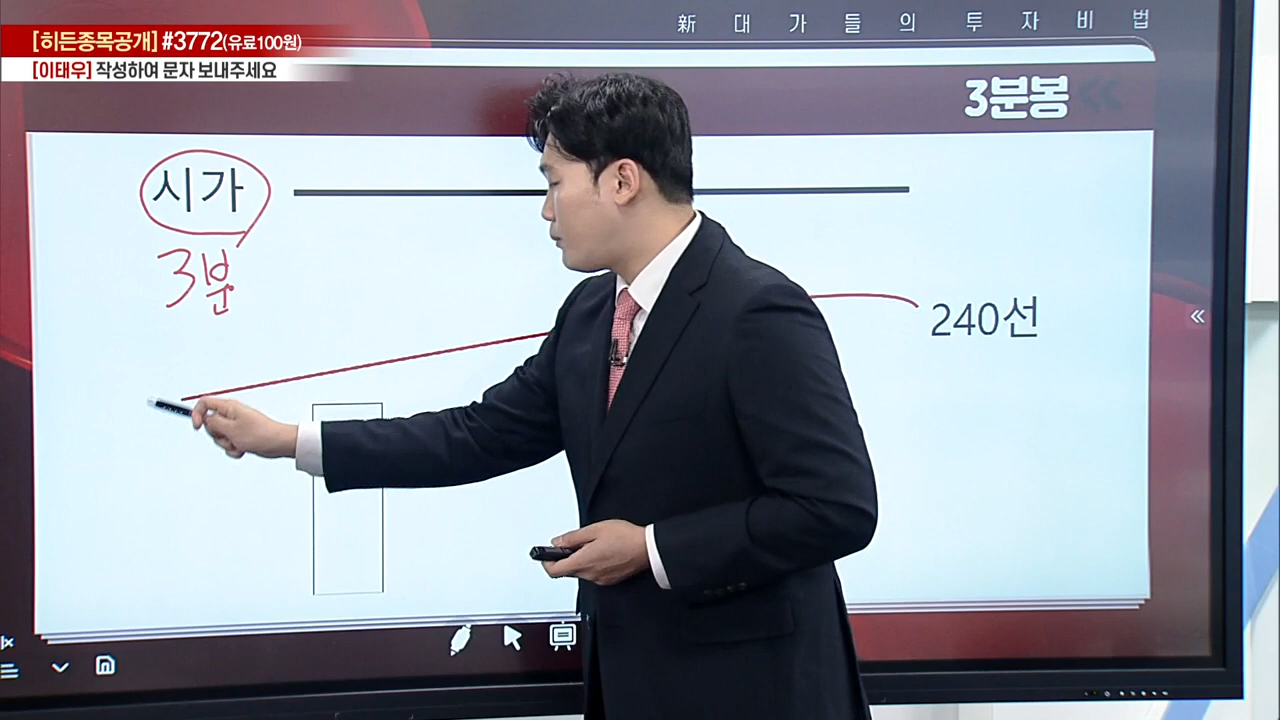 [히든종목공개] #3772(유료100원)
[이태우] 작성하여 문자 보내주세요
新 대 가 들 의 투 자 비 법
3분봉
시가
3분
240선